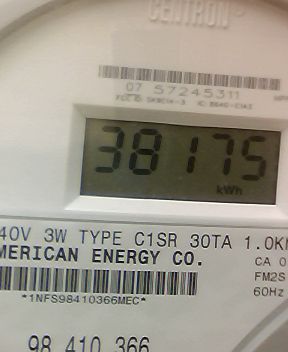 CENTRON
07 57245311
38175
kWh
40V 3W TYPE C1SR 30TA 1.0K
MERICAN ENERGY CO.
CA 0
FM2S
*1NFS98410366MEC*
60Hz
98 410 366